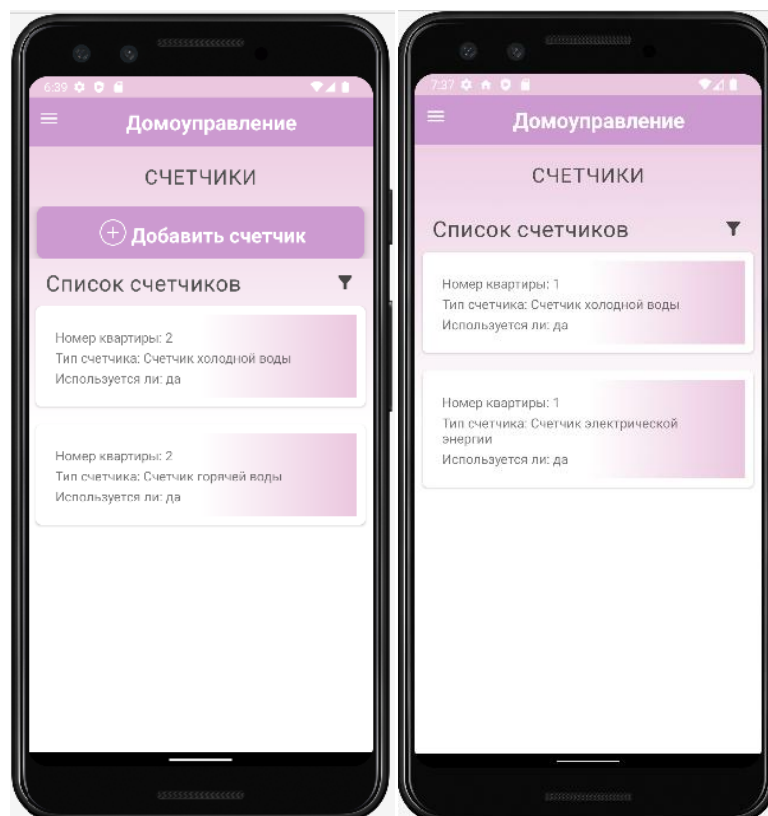 6:39
Домоуправление
СЧЕТЧИКИ
Добавить счетчик
Список счетчиков
Номер квартиры: 2
Тип счетчика: Счетчик холодной воды
Используется ли: да
Номер квартиры: 2
Тип счетчика: Счетчик горячей воды
Используется ли: да
7:37
Домоуправление
СЧЕТЧИКИ
Список счетчиков
Номер квартиры: 1
Тип счетчика: Счетчик холодной воды
Используется ли: да
Номер квартиры: 1
Тип счетчика: Счетчик электрической
энергии
Используется ли: да